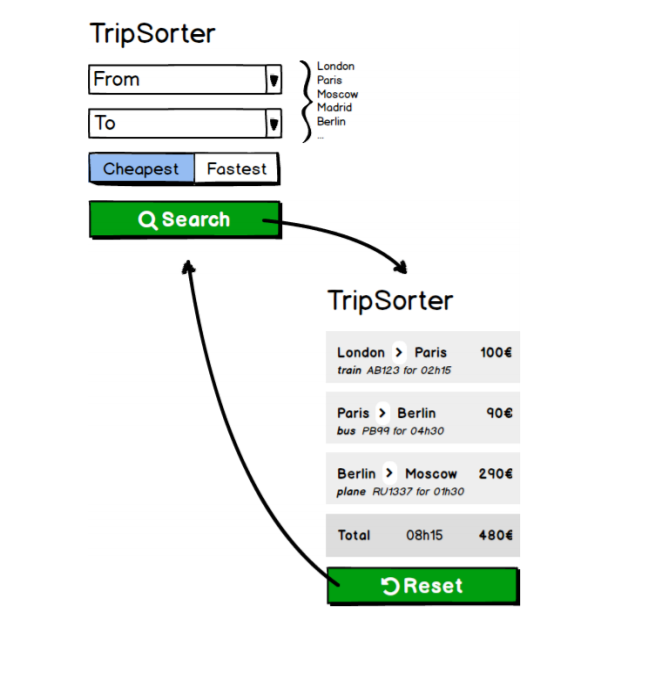 TripSorter
From
To
London
Paris
Moscow
Madrid
Berlin
...
Cheapest Fastest
Search
TripSorter
London > Paris 100€
train AB123 for 02h15
Paris > Berlin 90€
bus PB99 for 04h30
Berlin > Moscow 290€
plane RU1337 for 01h30
Total 08h15 480€
Reset